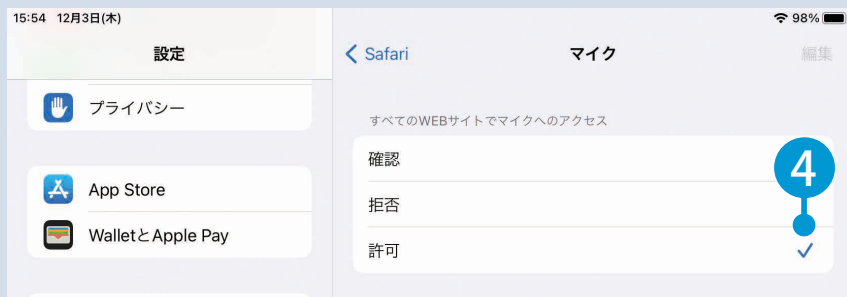 15:54 12月3日(木)
98%
設定
Safari
マイク
編集
プライバシー
すべてのWEBサイトでマイクへのアクセス
確認
4
App Store
拒否
WalletとApple Pay
許可